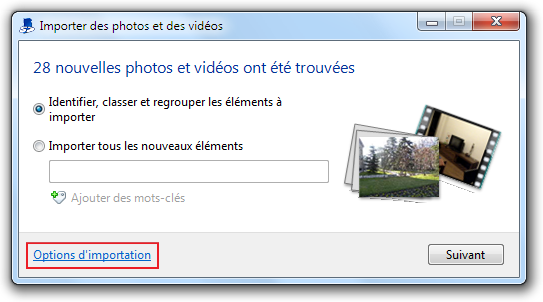 Importer des photos et des vidéos
28 nouvelles photos et vidéos ont été trouvées
Identifier, classer et regrouper les éléments à
importer
Importer tous les nouveaux éléments
Ajouter des mots-clés
Options d'importation
Suivant